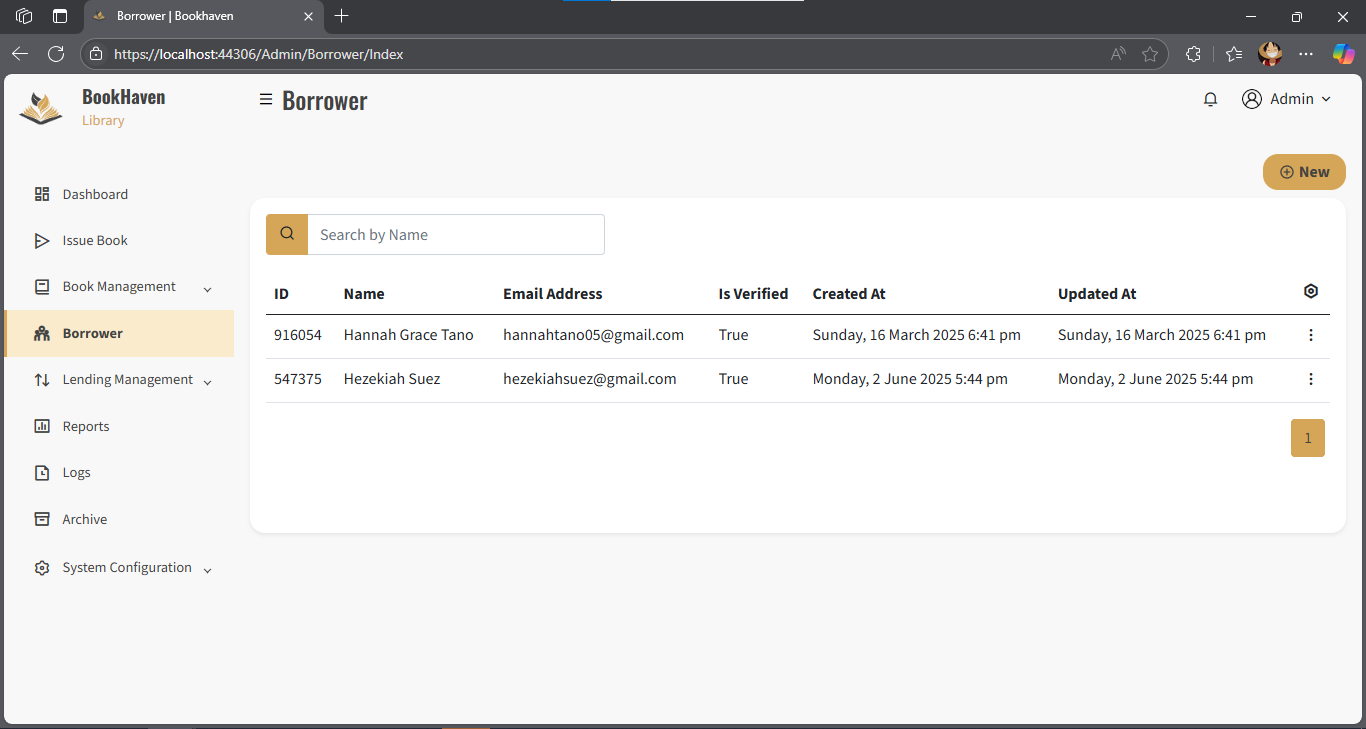 Borrower | Bookhaven
https://localhost:44306/Admin/Borrower/Index
BookHaven
Library
Borrower
Admin
New
Dashboard
Issue Book
Book Management
Borrower
Lending Management
Reports
Logs
Archive
System Configuration
Search by Name
ID Name Email Address Is Verified Created At Updated At
916054 Hannah Grace Tano hannahtano05@gmail.com True Sunday, 16 March 2025 6:41 pm Sunday, 16 March 2025 6:41 pm
547375 Hezekiah Suez hezekiahsuez@gmail.com True Monday, 2 June 2025 5:44 pm Monday, 2 June 2025 5:44 pm
1